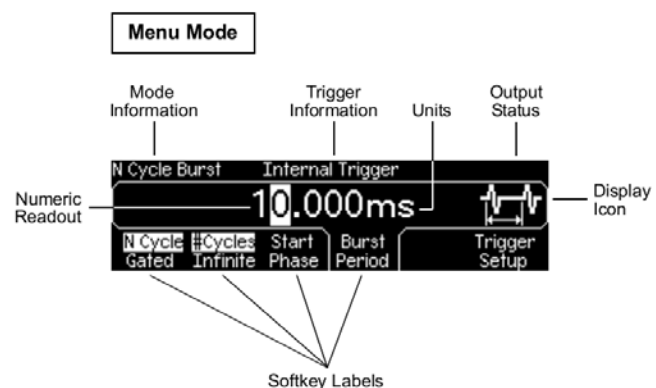 Menu Mode
Mode Information
Trigger Information
Units
Output Status
N Cycle Burst Internal Trigger
Numeric Readout
10.000ms
Display Icon
N Cycle #Cycles Start Burst Trigger
Gated Infinite Phase Period Setup
Softkey Labels